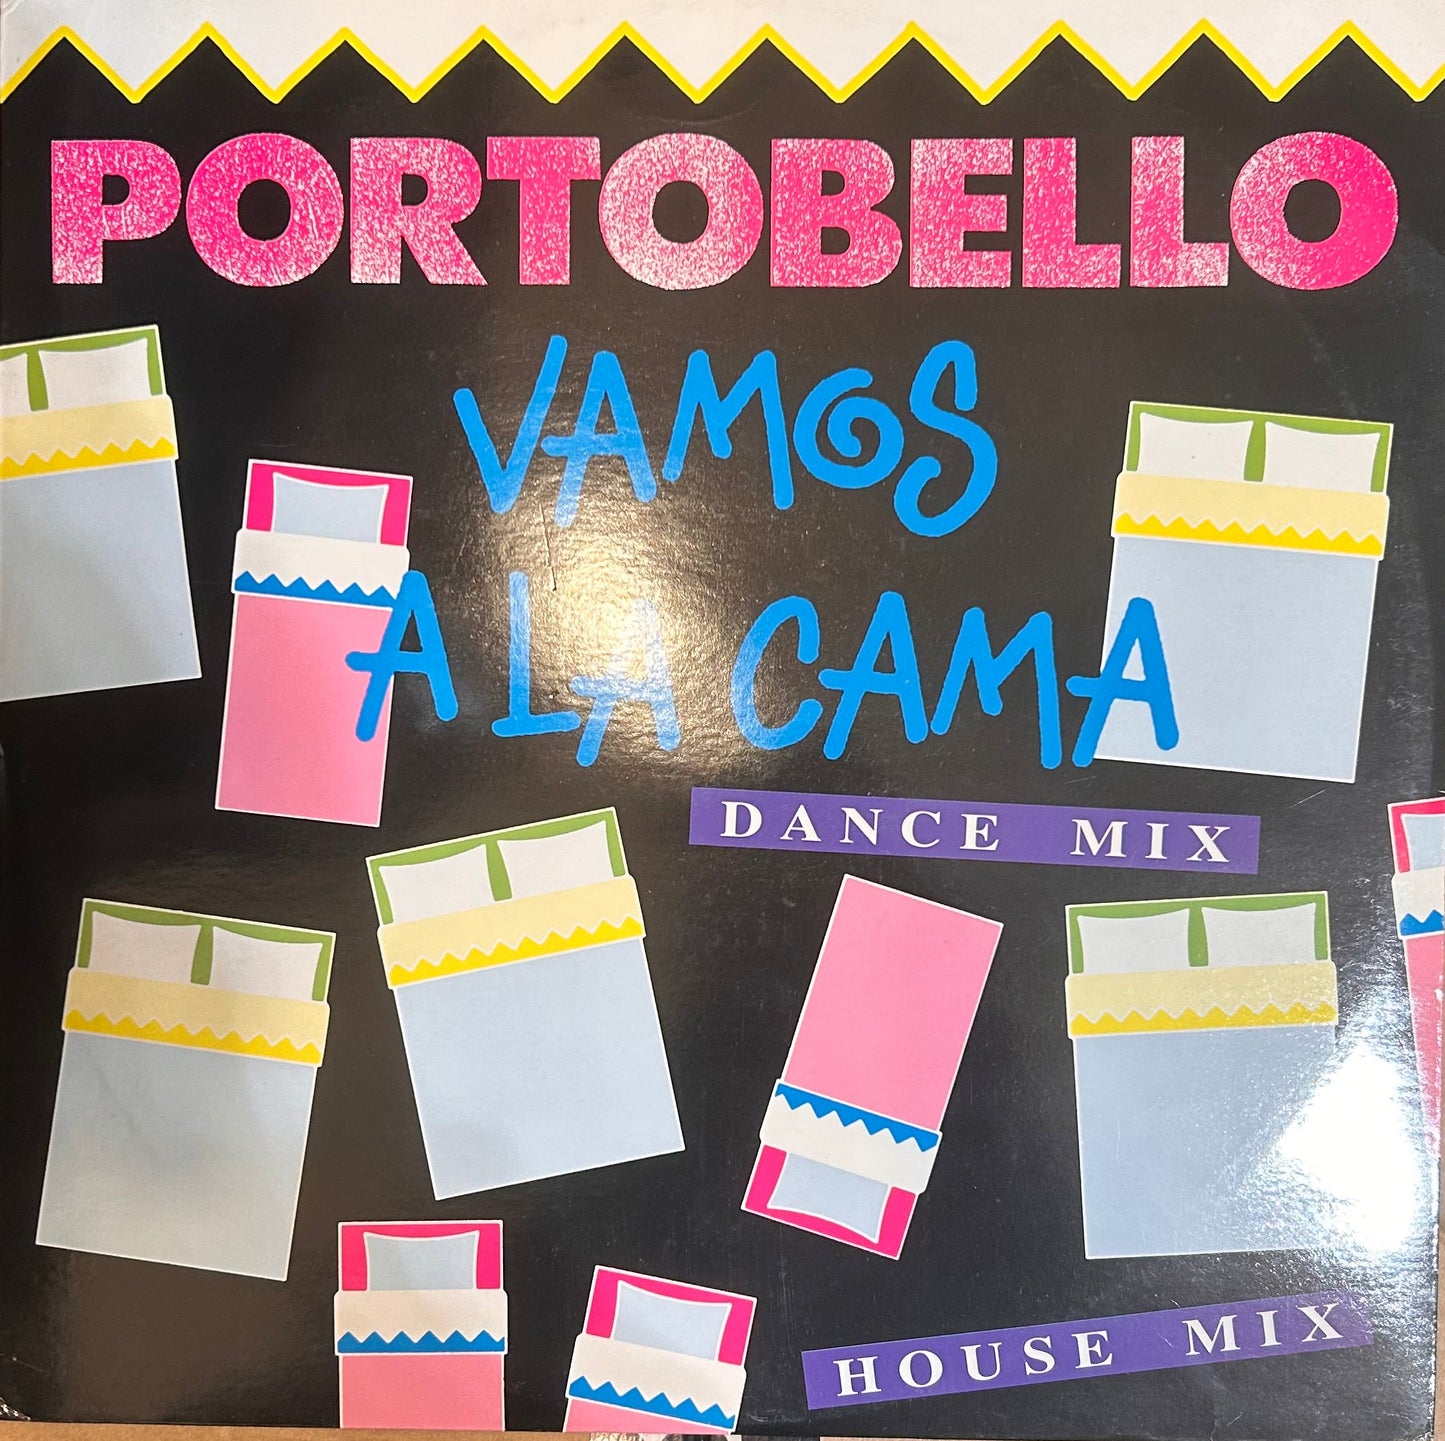 PORTOBELLO
VAMOS
A LA CAMA
DANCE MIX
HOUSE MIX